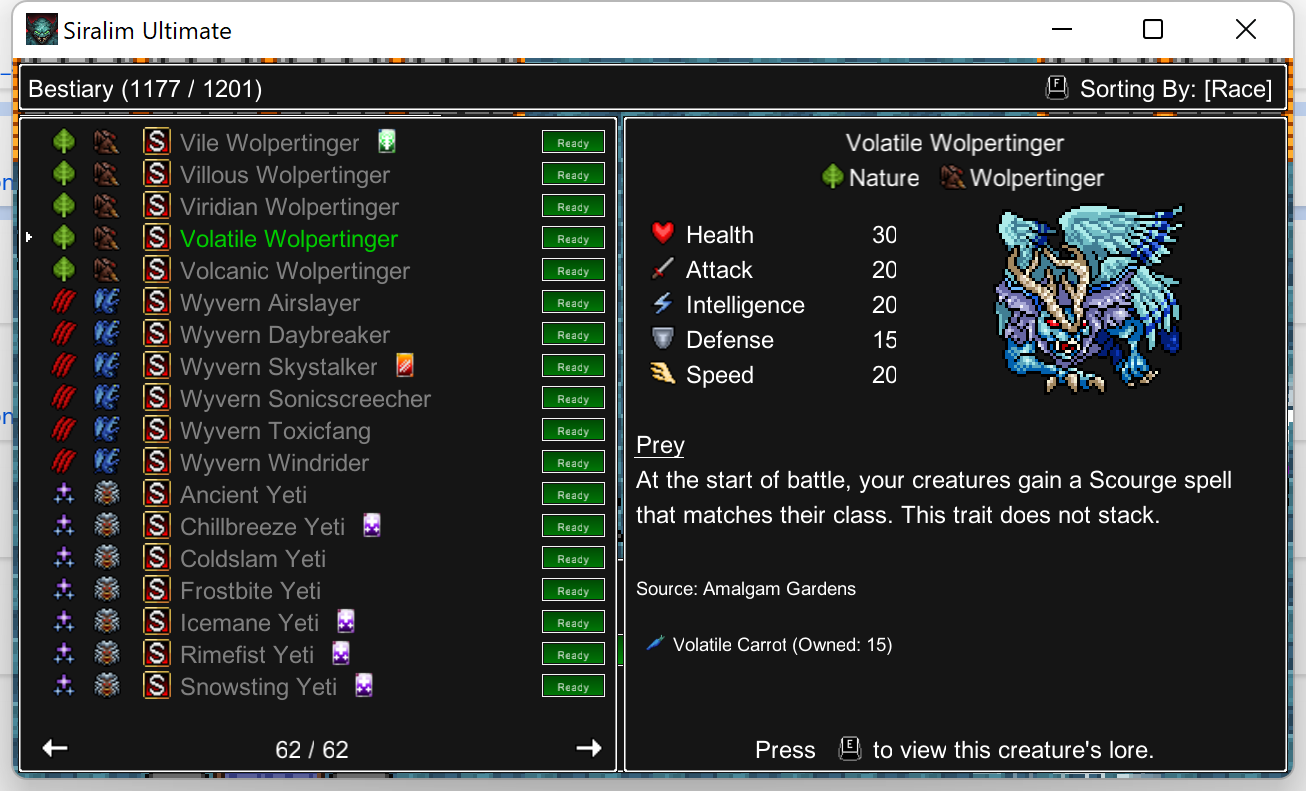 Siralim Ultimate
Bestiary (1177 / 1201)
F Sorting By: [Race]
S Vile Wolpertinger Ready
S Villous Wolpertinger Ready
S Viridian Wolpertinger Ready
S Volatile Wolpertinger Ready
S Volcanic Wolpertinger Ready
S Wyvern Airslayer Ready
S Wyvern Daybreaker Ready
S Wyvern Skystalker Ready
S Wyvern Sonicscreecher Ready
S Wyvern Toxicfang Ready
S Wyvern Windrider Ready
S Ancient Yeti Ready
S Chillbreeze Yeti Ready
S Coldslam Yeti Ready
S Frostbite Yeti Ready
S Icemane Yeti Ready
S Rimefist Yeti Ready
S Snowsting Yeti Ready
62 / 62
Volatile Wolpertinger
Nature Wolpertinger
Health 30
Attack 20
Intelligence 20
Defense 15
Speed 20
Prey
At the start of battle, your creatures gain a Scourge spell
that matches their class. This trait does not stack.
Source: Amalgam Gardens
Volatile Carrot (Owned: 15)
Press E to view this creature's lore.